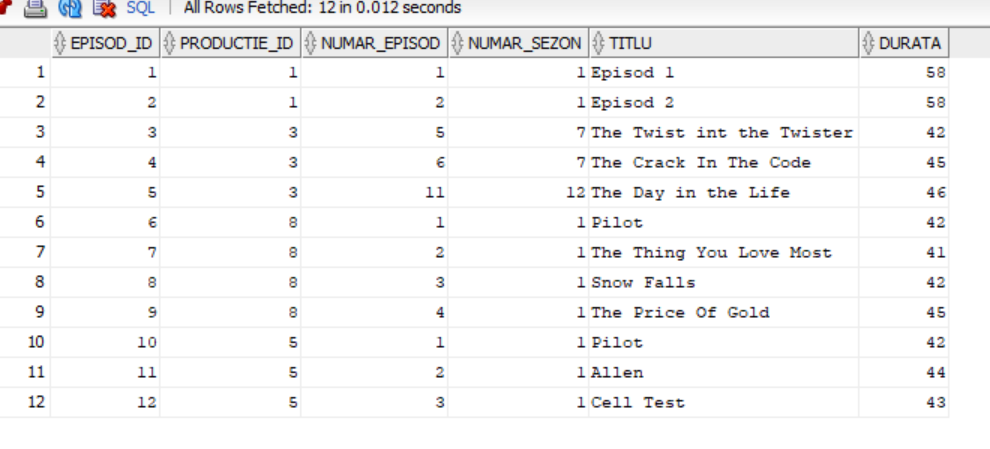 SQL | All Rows Fetched: 12 in 0.012 seconds
EPISOD_ID PRODUCTIE_ID NUMAR_EPISOD NUMAR_SEZON TITLU DURATA
1 1 1 1 1 Episod 1 58
2 2 1 2 1 Episod 2 58
3 3 3 5 7 The Twist int the Twister 42
4 4 3 6 7 The Crack In The Code 45
5 5 3 11 12 The Day in the Life 46
6 6 8 1 1 Pilot 42
7 7 8 2 1 The Thing You Love Most 41
8 8 8 3 1 Snow Falls 42
9 9 8 4 1 The Price Of Gold 45
10 10 5 1 1 Pilot 42
11 11 5 2 1 Allen 44
12 12 5 3 1 Cell Test 43